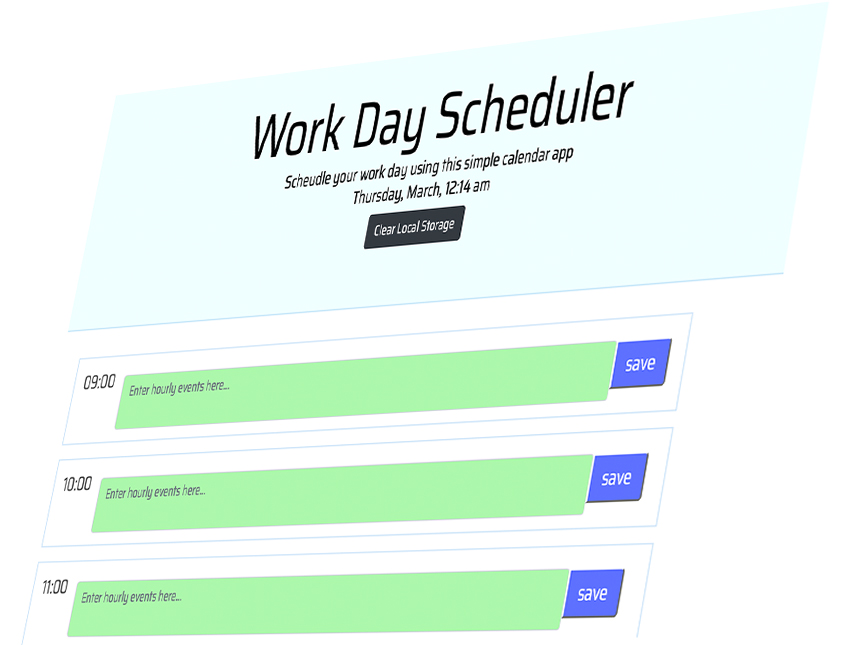 Work Day Scheduler
Scheudle your work day using this simple calendar app
Thursday, March, 12:14 am
Clear Local Storage
09:00 Enter hourly events here... save
10:00 Enter hourly events here... save
11:00 Enter hourly events here... save